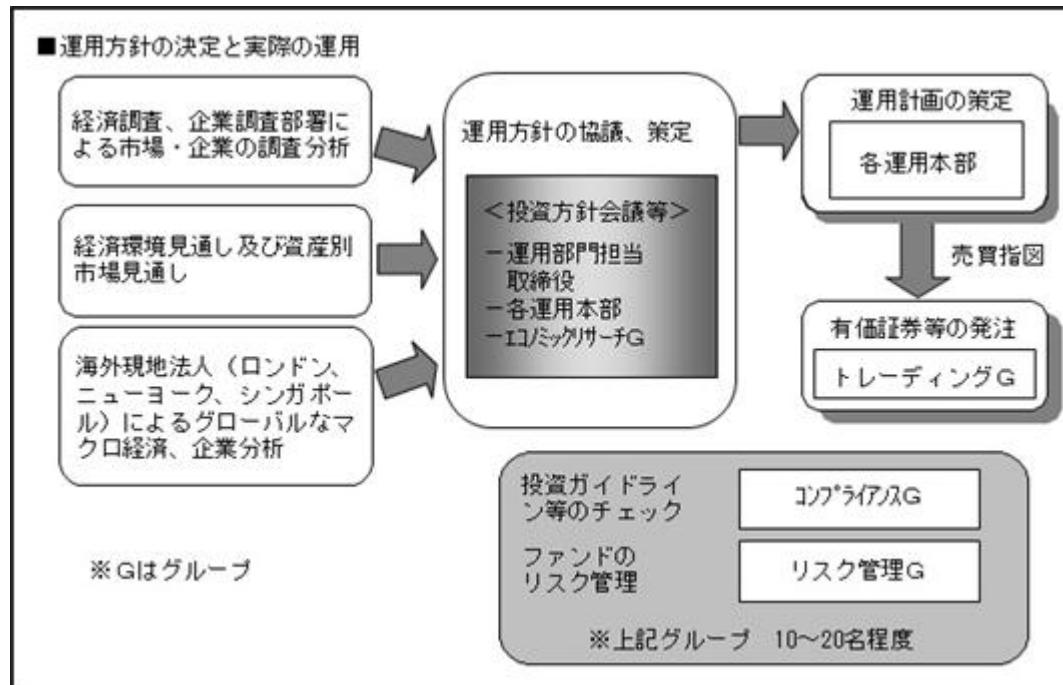 ■運用方針の決定と実際の運用
経済調査、企業調査部署に
よる市場・企業の調査分析
経済環境見通し及び資産別
市場見通し
海外現地法人（ロンドン、
ニューヨーク、シンガポー
ル）によるグローバルなマ
クロ経済、企業分析
運用方針の協議、策定
＜投資方針会議等＞
－運用部門担当
取締役
－各運用本部
－ｴｺﾉﾐｯｸﾘｻｰﾁＧ
運用計画の策定
各運用本部
売買指図
有価証券等の発注
トレーディングＧ
投資ガイドライ
ン等のチェック
ｺﾝﾌﾟﾗｲｱﾝｽＧ
ファンドの
リスク管理
リスク管理Ｇ
※上記グループ　10～20名程度
※Ｇはグループ